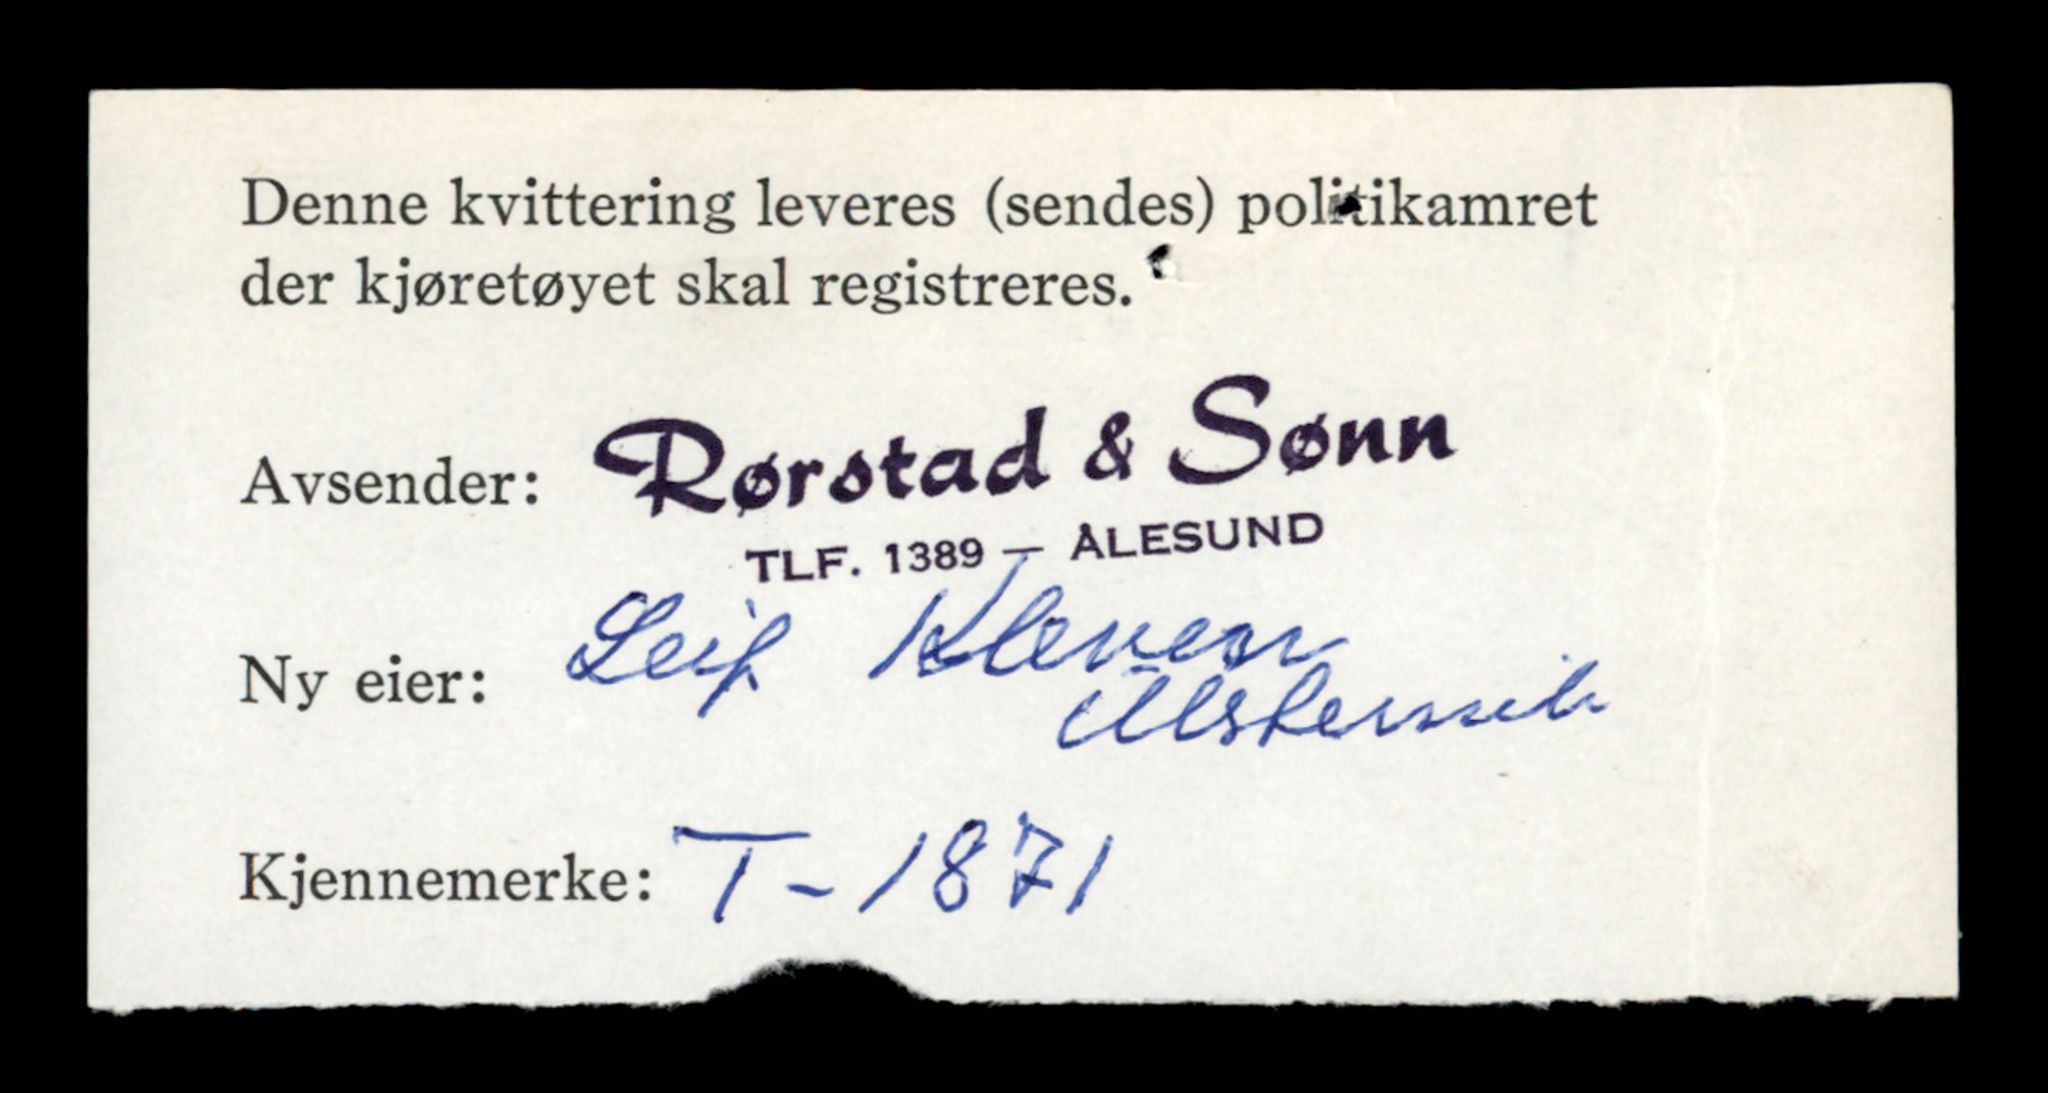 Denne kvittering leveres (sendes) politikamret
der kjøretøyet skal registreres.
Avsender: Rørstad & Sønn
TLF. 1389 — ÅLESUND
Ny eier: Leif Kleven
Kjennemerke: T-1871